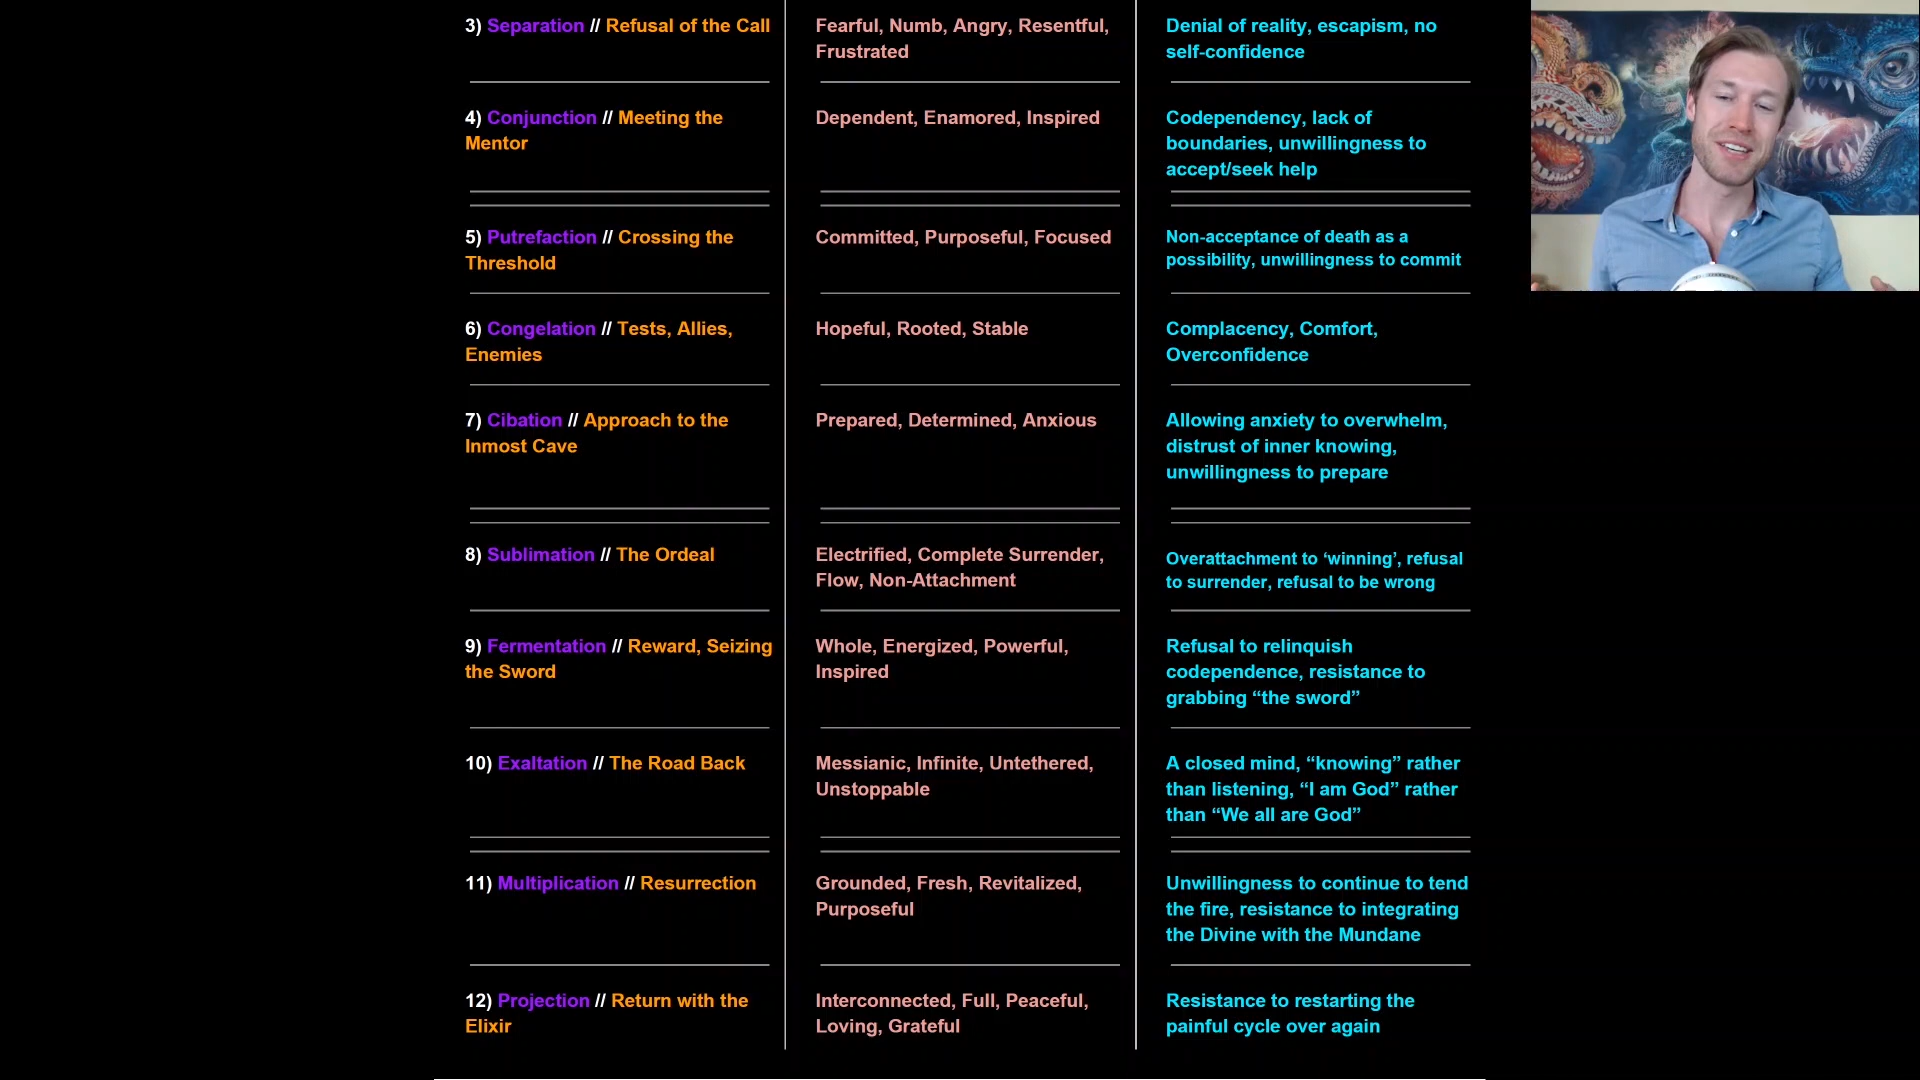 3) Separation // Refusal of the Call
Fearful, Numb, Angry, Resentful,
Frustrated
Denial of reality, escapism, no
self-confidence
4) Conjunction // Meeting the
Mentor
Dependent, Enamored, Inspired
Codependency, lack of
boundaries, unwillingness to
accept/seek help
5) Putrefaction // Crossing the
Threshold
Committed, Purposeful, Focused
Non-acceptance of death as a
possibility, unwillingness to commit
6) Congelation // Tests, Allies,
Enemies
Hopeful, Rooted, Stable
Complacency, Comfort,
Overconfidence
7) Cibation // Approach to the
Inmost Cave
Prepared, Determined, Anxious
Allowing anxiety to overwhelm,
distrust of inner knowing,
unwillingness to prepare
8) Sublimation // The Ordeal
Electrified, Complete Surrender,
Flow, Non-Attachment
Overattachment to ‘winning’, refusal
to surrender, refusal to be wrong
9) Fermentation // Reward, Seizing
the Sword
Whole, Energized, Powerful,
Inspired
Refusal to relinquish
codependence, resistance to
grabbing “the sword”
10) Exaltation // The Road Back
Messianic, Infinite, Untethered,
Unstoppable
A closed mind, “knowing” rather
than listening, “I am God” rather
than “We all are God”
11) Multiplication // Resurrection
Grounded, Fresh, Revitalized,
Purposeful
Unwillingness to continue to tend
the fire, resistance to integrating
the Divine with the Mundane
12) Projection // Return with the
Elixir
Interconnected, Full, Peaceful,
Loving, Grateful
Resistance to restarting the
painful cycle over again